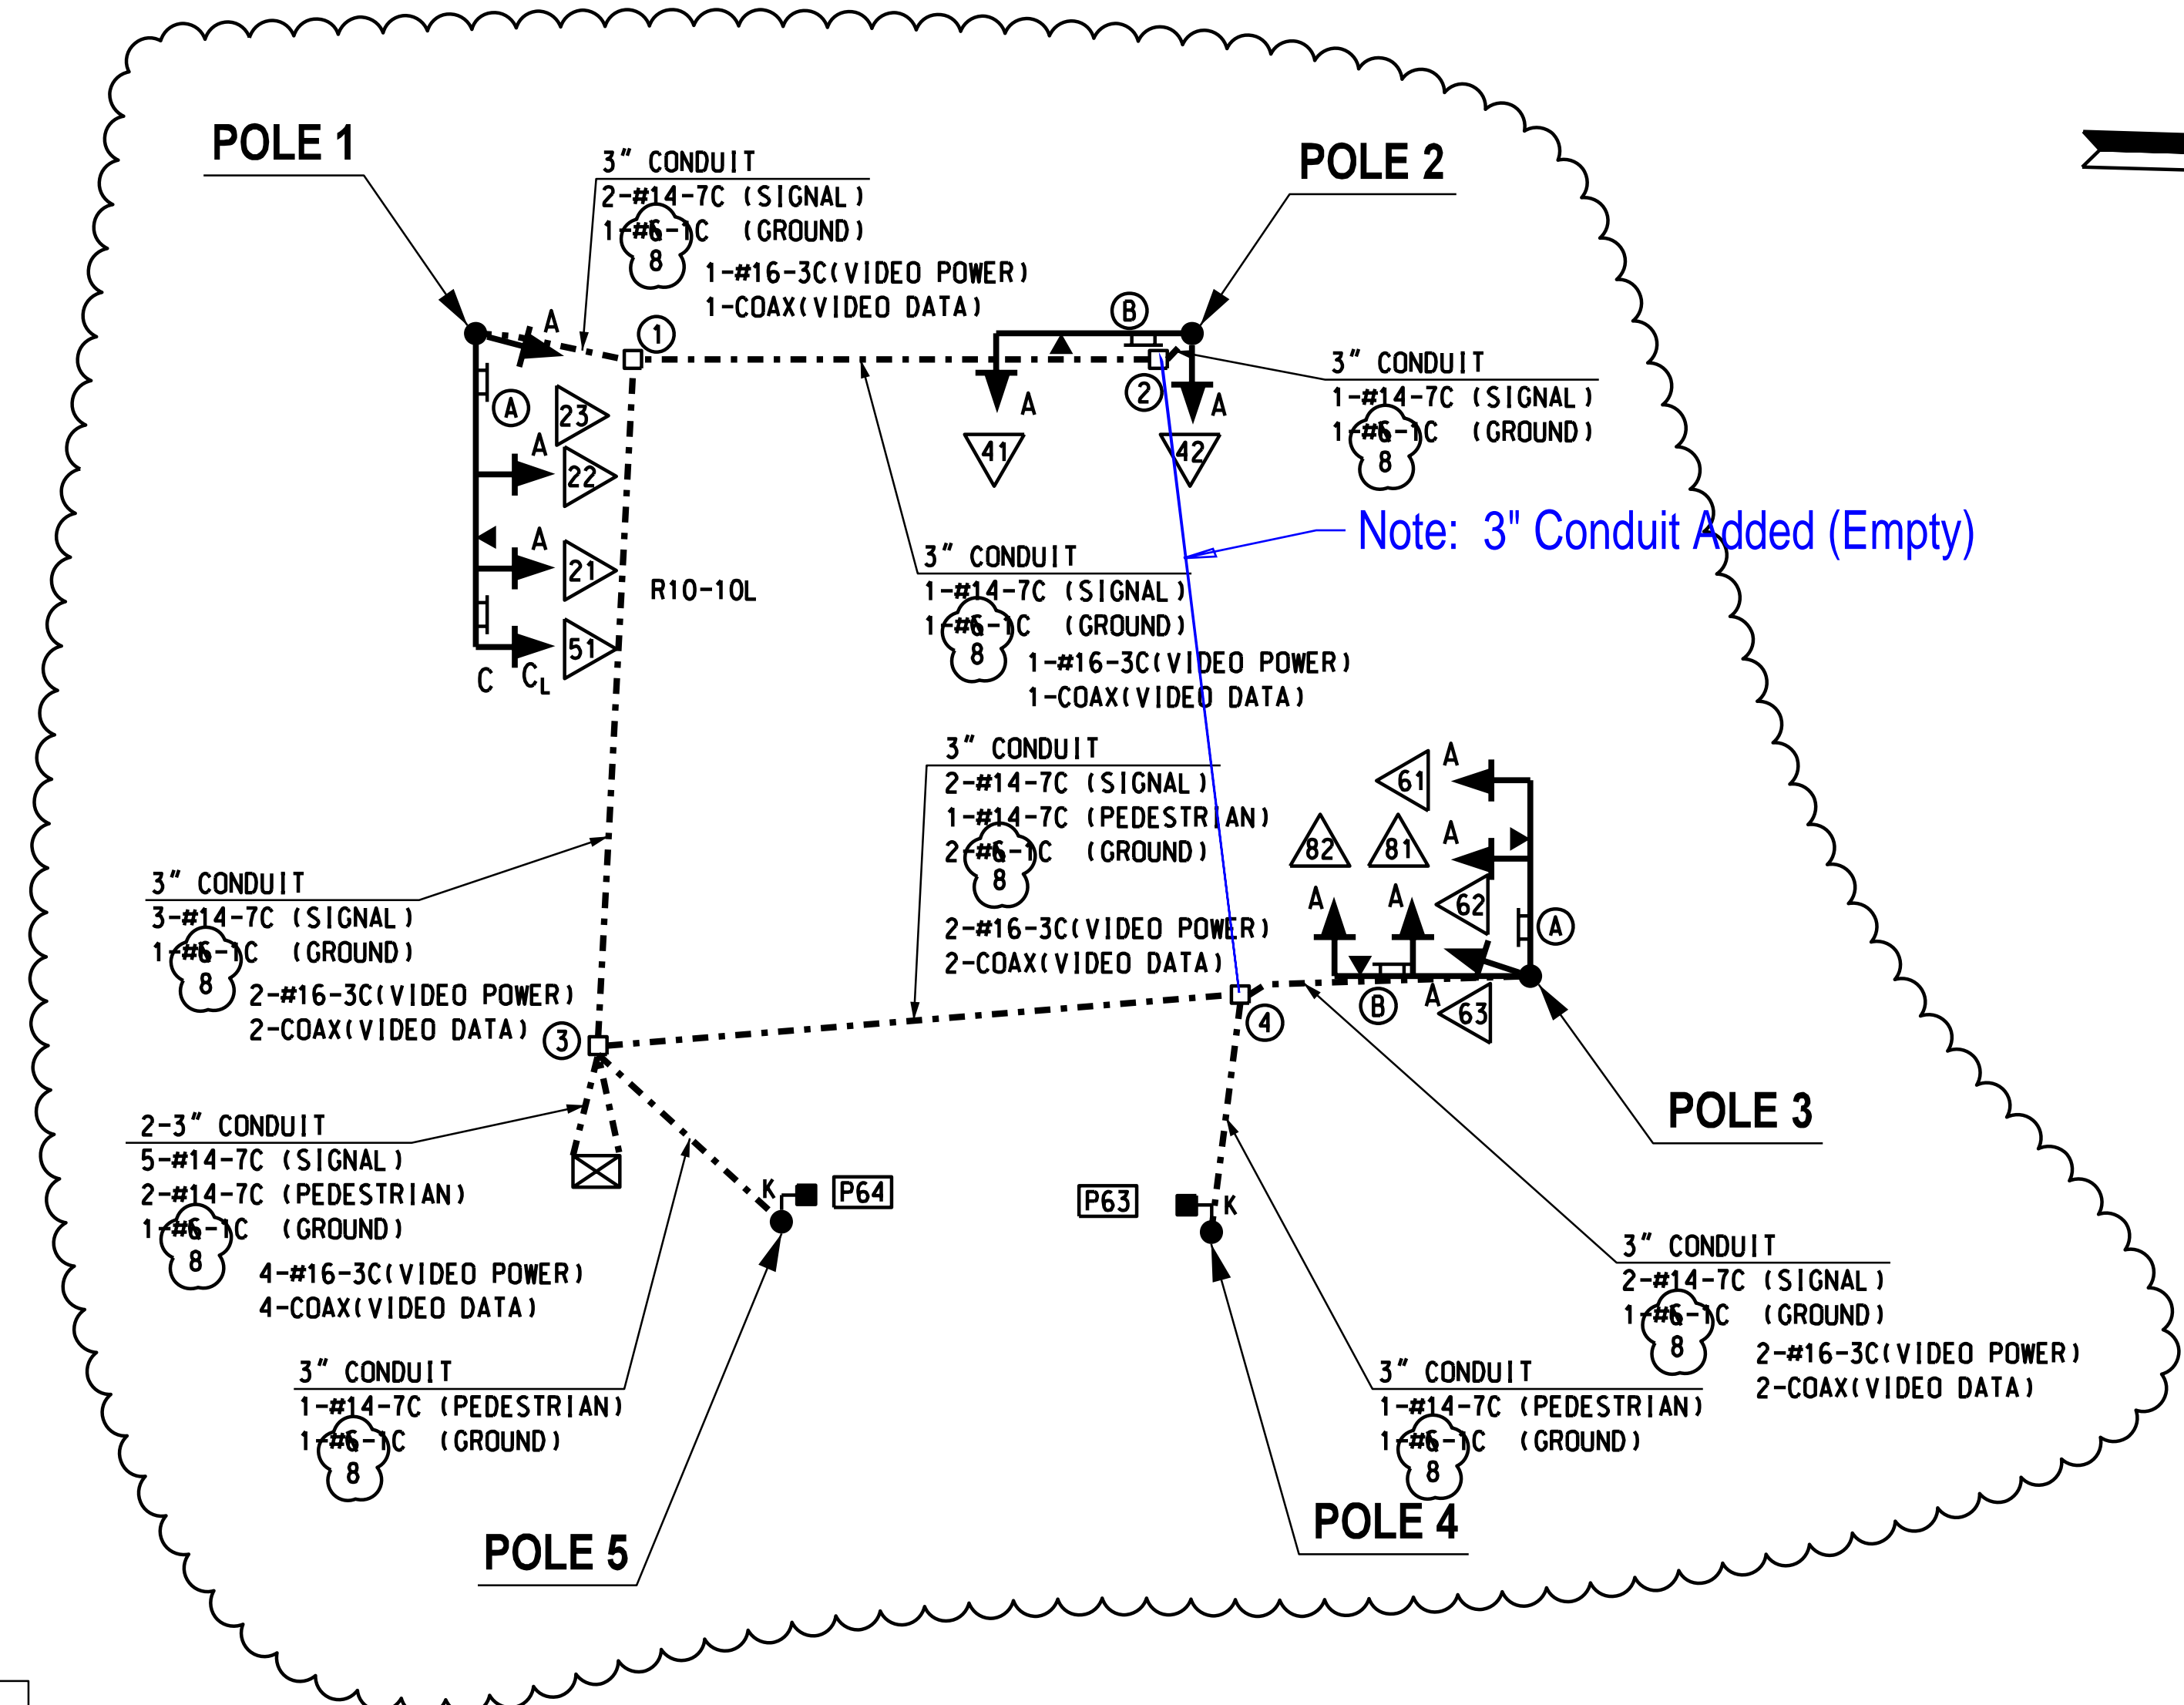 POLE 1
3" CONDUIT
2-#14-7C (SIGNAL)
1-#6-1C (GROUND)
8
1-#16-3C(VIDEO POWER)
1-COAX(VIDEO DATA)
POLE 2
A
1
B
2
A
A
41
42
3" CONDUIT
1-#14-7C (SIGNAL)
1-#6-1C (GROUND)
8
A
23
A
22
A
21
51
C
CL
R10-10L
Note: 3" Conduit Added (Empty)
3" CONDUIT
1-#14-7C (SIGNAL)
1-#6-1C (GROUND)
8
1-#16-3C(VIDEO POWER)
1-COAX(VIDEO DATA)
3" CONDUIT
2-#14-7C (SIGNAL)
1-#14-7C (PEDESTRIAN)
2-#6-1C (GROUND)
8
2-#16-3C(VIDEO POWER)
2-COAX(VIDEO DATA)
61
A
82
81
A
62
A
A
A
B
A
63
4
POLE 3
3" CONDUIT
3-#14-7C (SIGNAL)
1-#6-1C (GROUND)
8
2-#16-3C(VIDEO POWER)
2-COAX(VIDEO DATA)
3
2-3" CONDUIT
5-#14-7C (SIGNAL)
2-#14-7C (PEDESTRIAN)
1-#6-1C (GROUND)
8
4-#16-3C(VIDEO POWER)
4-COAX(VIDEO DATA)
K
P64
P63
K
3" CONDUIT
1-#14-7C (PEDESTRIAN)
1-#6-1C (GROUND)
8
POLE 5
3" CONDUIT
1-#14-7C (PEDESTRIAN)
1-#6-1C (GROUND)
8
POLE 4
3" CONDUIT
2-#14-7C (SIGNAL)
1-#6-1C (GROUND)
8
2-#16-3C(VIDEO POWER)
2-COAX(VIDEO DATA)